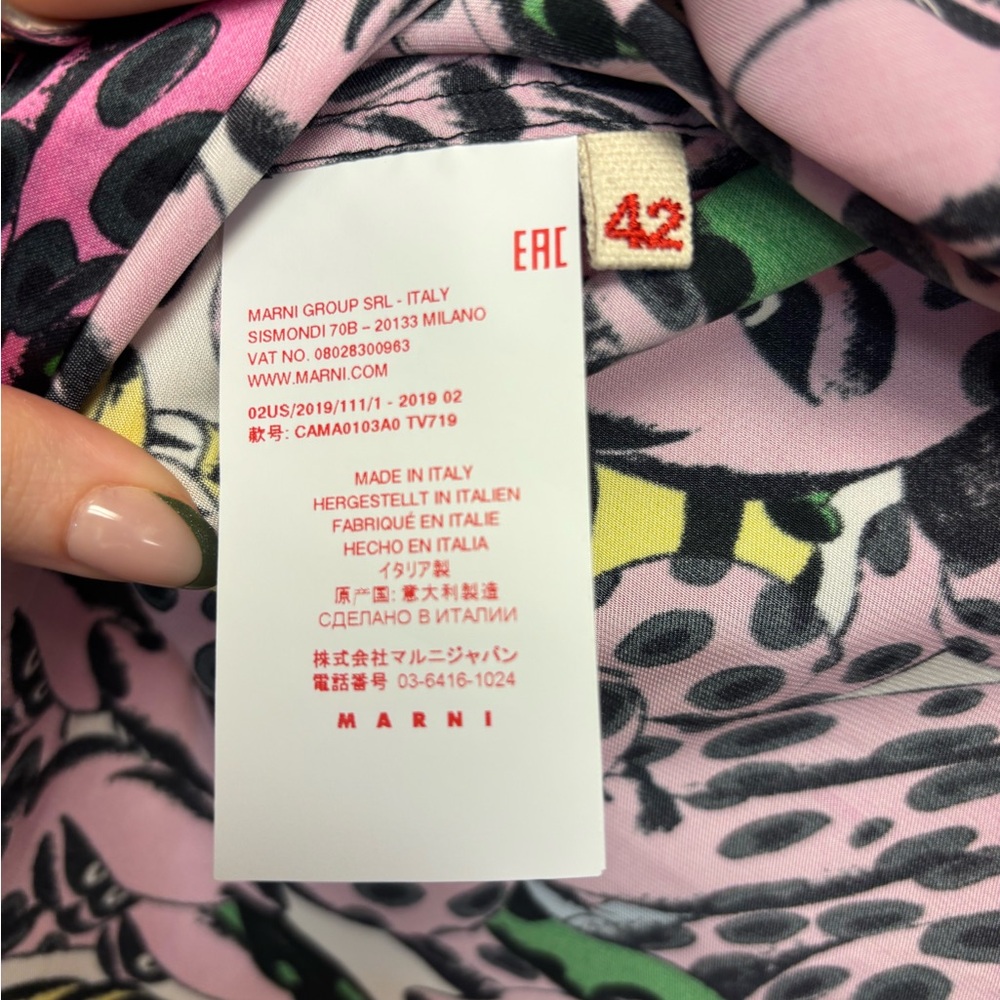 42
EAC
MARNI GROUP SRL - ITALY
SISMONDI 70B – 20133 MILANO
VAT NO. 08028300963
WWW.MARNI.COM
02US/2019/111/1 - 2019 02
款号: CAMA0103A0 TV719
MADE IN ITALY
HERGESTELLT IN ITALIEN
FABRIQUÉ EN ITALIE
HECHO EN ITALIA
イタリア製
原产国: 意大利製造
СДЕЛАНО В ИТАЛИИ
株式会社マルニジャパン
電話番号 03-6416-1024
MARNI